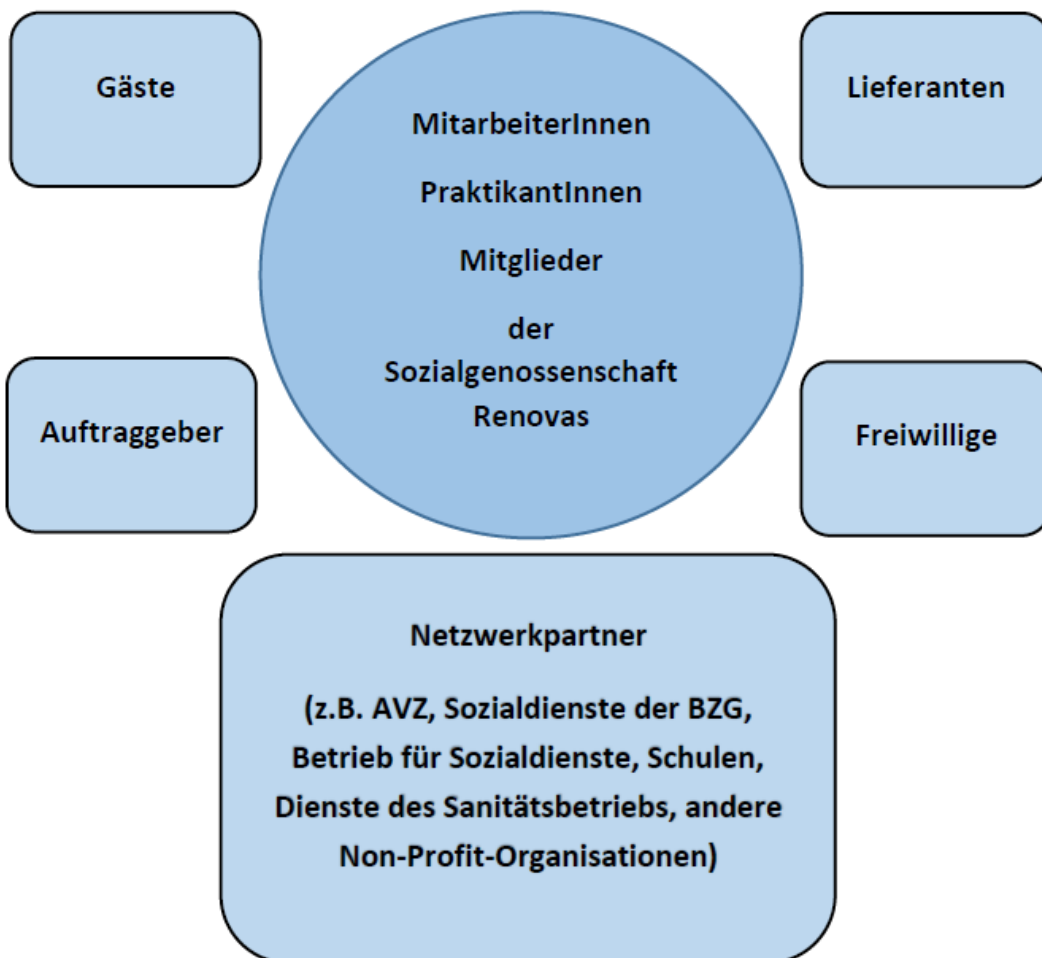 Gäste
MitarbeiterInnen
PraktikantInnen
Mitglieder
der
Sozialgenossenschaft
Renovas
Lieferanten
Auftraggeber
Freiwillige
Netzwerkpartner
(z.B. AVZ, Sozialdienste der BZG,
Betrieb für Sozialdienste, Schulen,
Dienste des Sanitätsbetriebs, andere
Non-Profit-Organisationen)